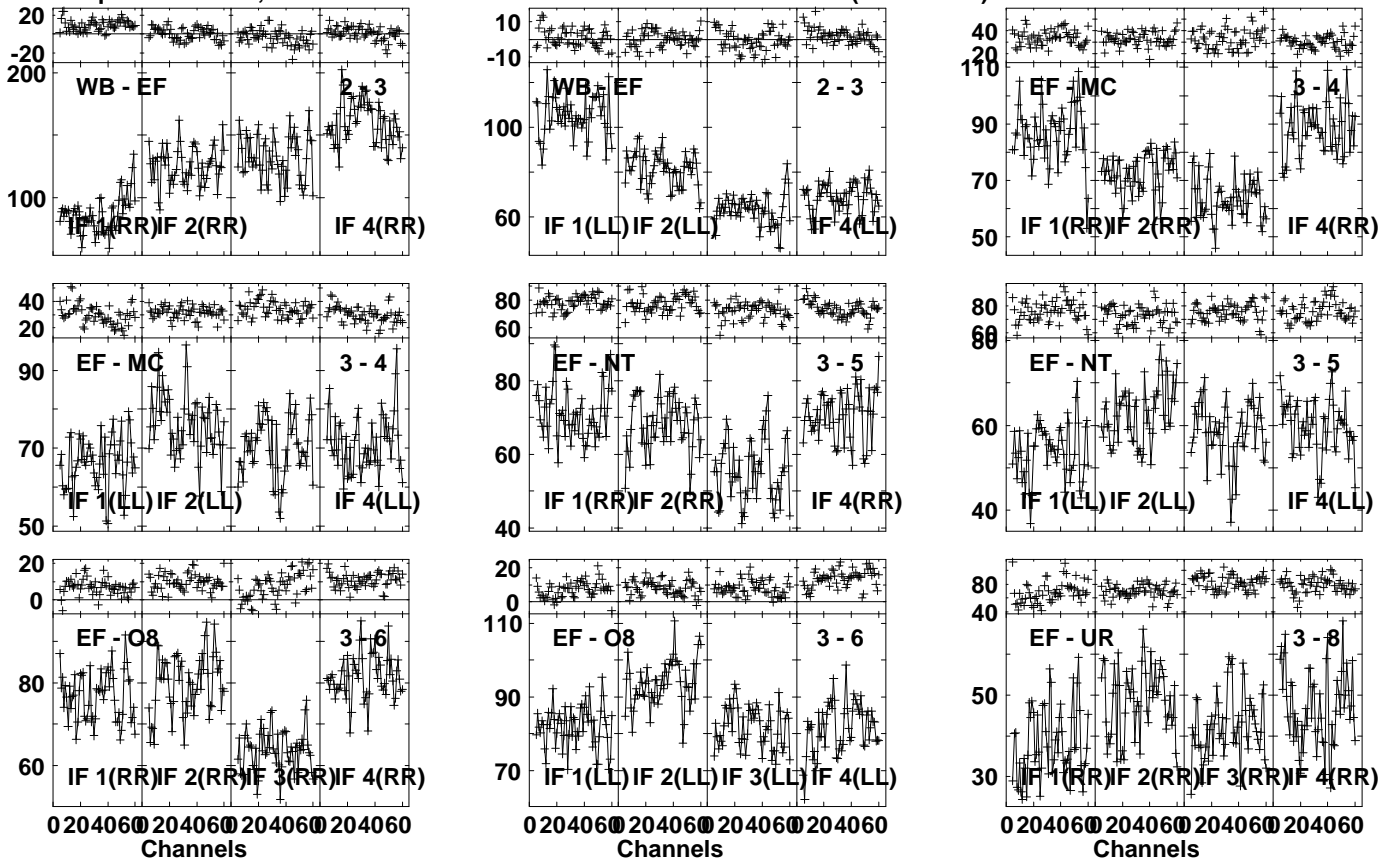 20 10 40
-20 -10 20
200 WB - EF 2 - 3 WB - EF 2 - 3 110 EF - MC 3 - 4
100 90
100 60 70
IF 1(RR) IF 2(RR) IF 4(RR) IF 1(LL) IF 2(LL) IF 4(LL) IF 1(RR) IF 2(RR) IF 4(RR)
50
40 80 80
20 60 60
80
EF - MC 3 - 4 EF - NT 3 - 5 EF - NT 3 - 5
90 80
70 60 60
IF 1(LL) IF 2(LL) IF 4(LL) IF 1(RR) IF 2(RR) IF 4(RR) IF 1(LL) IF 2(LL) IF 4(LL)
50 40 40
20 20 80
0 0 40
110
EF - O8 3 - 6 EF - O8 3 - 6 EF - UR 3 - 8
80 90 50
60 70 30
IF 1(RR) IF 2(RR) IF 3(RR) IF 4(RR) IF 1(LL) IF 2(LL) IF 3(LL) IF 4(LL) IF 1(RR) IF 2(RR) IF 3(RR) IF 4(RR)
0 20 40 60 0 20 40 60 0 20 40 60 0 20 40 60 0 20 40 60 0 20 40 60 0 20 40 60 0 20 40 60 0 20 40 60 0 20 40 60 0 20 40 60 0 20 40 60
Channels Channels Channels